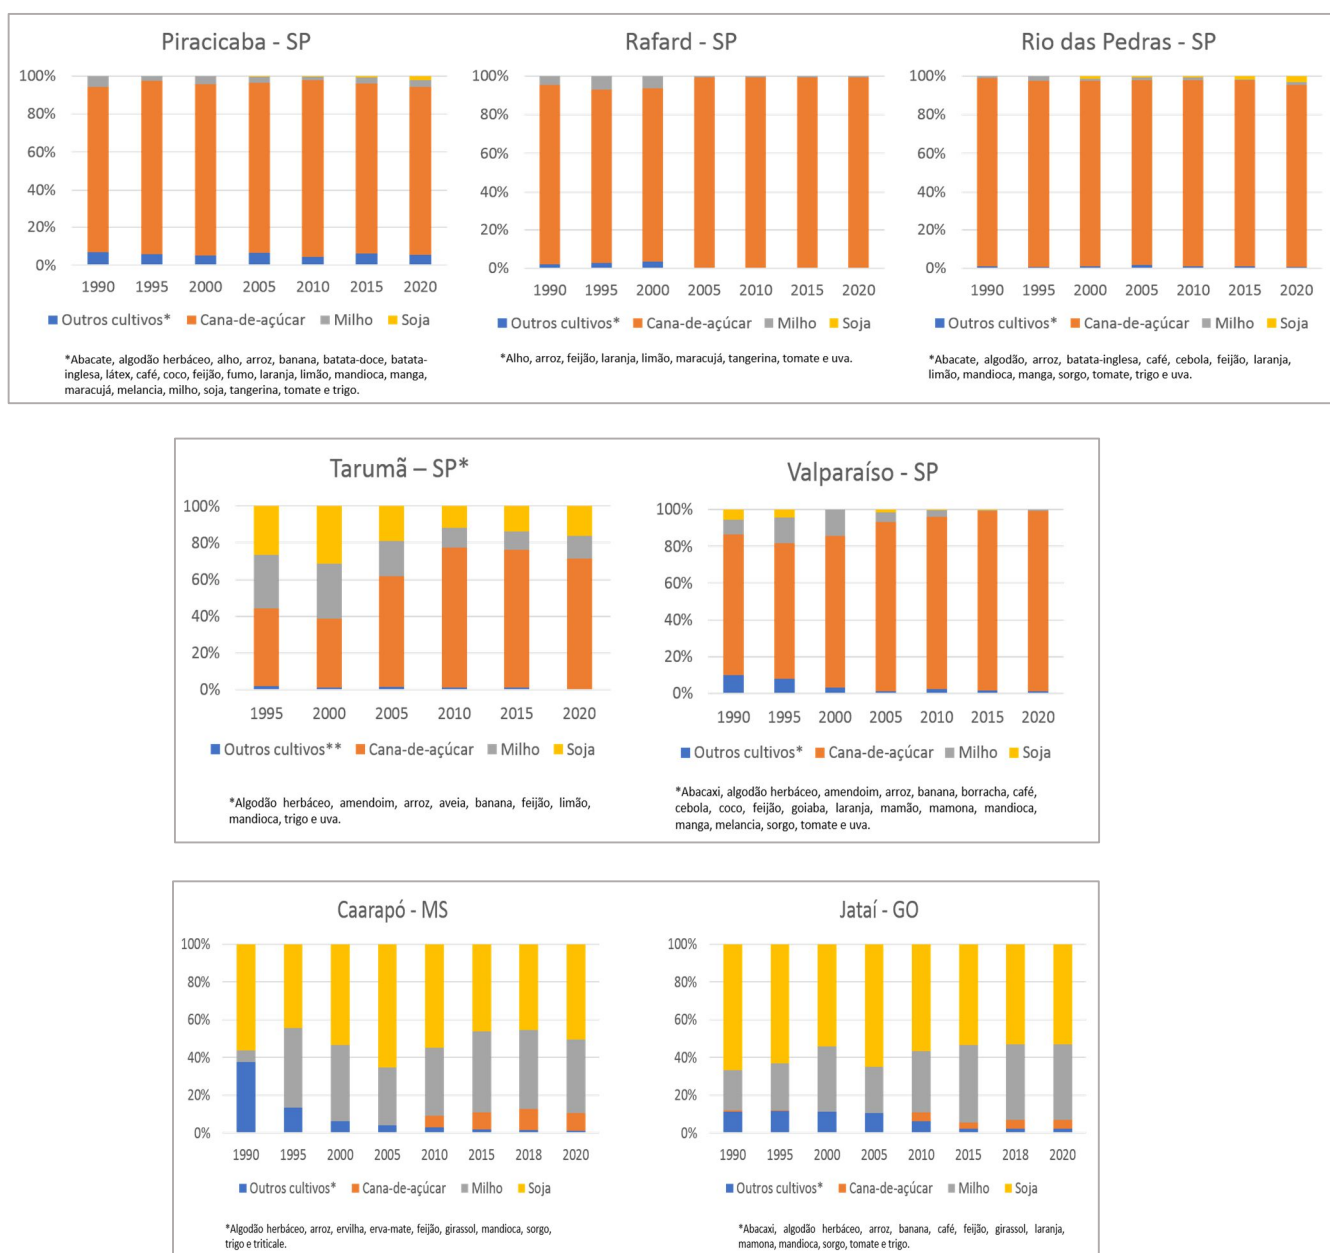 Piracicaba - SP
100%
80%
60%
40%
20%
0%
1990 1995 2000 2005 2010 2015 2020
Outros cultivos* Cana-de-açúcar Milho Soja
*Abacate, algodão herbáceo, alho, arroz, banana, batata-doce, batata-
inglesa, látex, café, coco, feijão, fumo, laranja, limão, mandioca, manga,
maracujá, melancia, milho, soja, tangerina, tomate e trigo.
Rafard - SP
100%
80%
60%
40%
20%
0%
1990 1995 2000 2005 2010 2015 2020
Outros cultivos* Cana-de-açúcar Milho Soja
*Alho, arroz, feijão, laranja, limão, maracujá, tangerina, tomate e uva.
Rio das Pedras - SP
100%
80%
60%
40%
20%
0%
1990 1995 2000 2005 2010 2015 2020
Outros cultivos* Cana-de-açúcar Milho Soja
*Abacate, algodão, arroz, batata-inglesa, café, cebola, feijão, laranja,
limão, mandioca, manga, sorgo, tomate, trigo e uva.
Tarumã – SP*
100%
80%
60%
40%
20%
0%
1995 2000 2005 2010 2015 2020
Outros cultivos** Cana-de-açúcar Milho Soja
*Algodão herbáceo, amendoim, arroz, aveia, banana, feijão, limão,
mandioca, trigo e uva.
Valparaíso - SP
100%
80%
60%
40%
20%
0%
1990 1995 2000 2005 2010 2015 2020
Outros cultivos* Cana-de-açúcar Milho Soja
*Abacaxi, algodão herbáceo, amendoim, arroz, banana, borracha, café,
cebola, coco, feijão, goiaba, laranja, mamão, mamona, mandioca,
manga, melancia, sorgo, tomate e uva.
Caarapó - MS
100%
80%
60%
40%
20%
0%
1990 1995 2000 2005 2010 2015 2018 2020
Outros cultivos* Cana-de-açúcar Milho Soja
*Algodão herbáceo, arroz, ervilha, erva-mate, feijão, girassol, mandioca, sorgo,
trigo e triticale.
Jataí - GO
100%
80%
60%
40%
20%
0%
1990 1995 2000 2005 2010 2015 2018 2020
Outros cultivos* Cana-de-açúcar Milho Soja
*Abacaxi, algodão herbáceo, arroz, banana, café, feijão, girassol, laranja,
mamona, mandioca, sorgo, tomate e trigo.